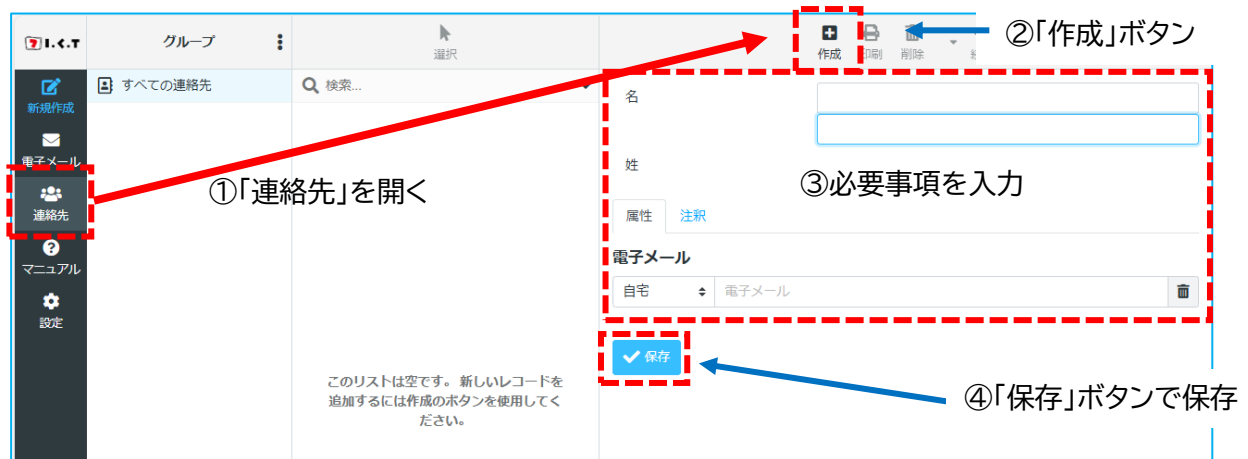 I.C.T
グループ
選択
作成
印刷
削除
②「作成」ボタン
新規作成
すべての連絡先
検索...
名
電子メール
姓
連絡先
①「連絡先」を開く
③必要事項を入力
属性
注釈
マニュアル
電子メール
自宅
電子メール
設定
保存
このリストは空です。新しいレコードを
追加するには作成のボタンを使用してく
ださい。
④「保存」ボタンで保存